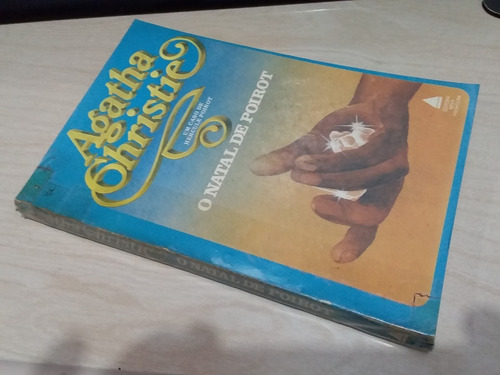 Agatha
Christie
UM CASO DE
HERCULE POIROT
O NATAL DE POIROT
O NATAL DE POIROT